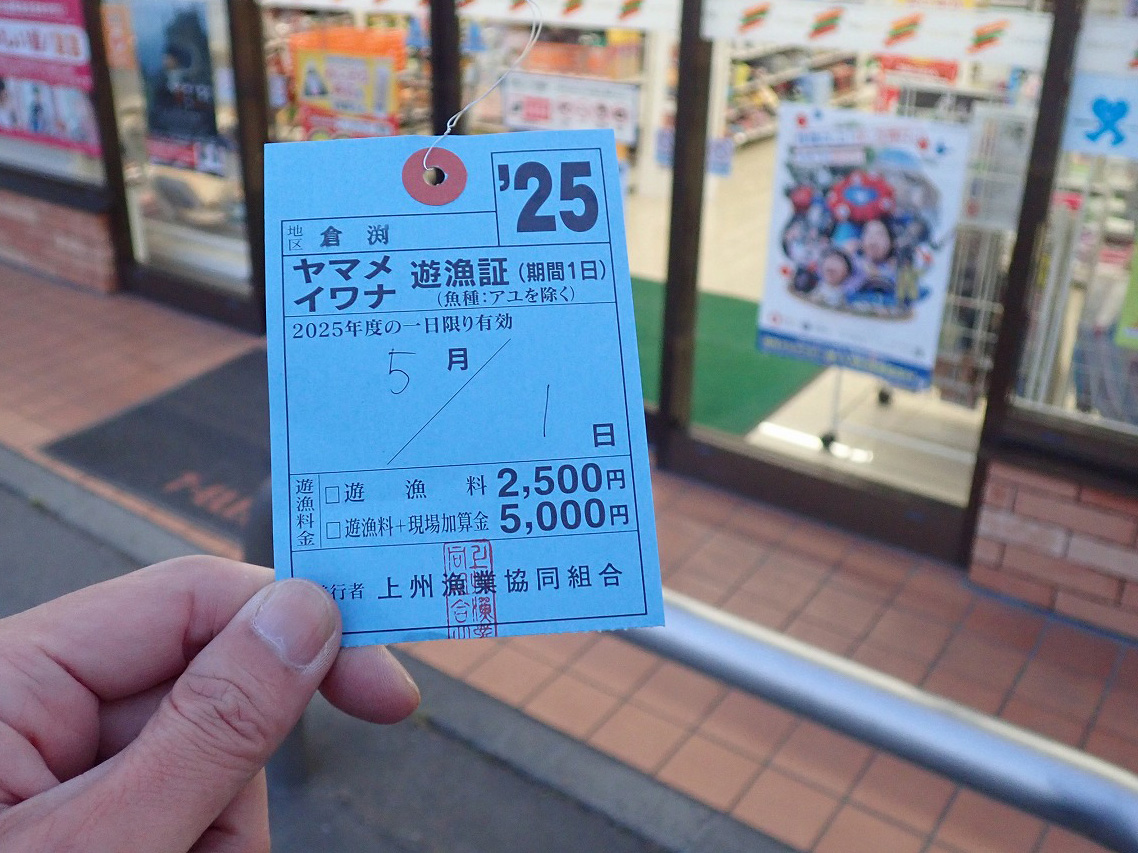 '25
地区 倉渕
ヤマメ
イワナ
遊漁証(期間1日)
(魚種:アユを除く)
2025年度の一日限り有効
5月
1日
遊漁料金
□遊漁料 2,500円
□遊漁料+現場加算金 5,000円
行者 上州漁業協同組合